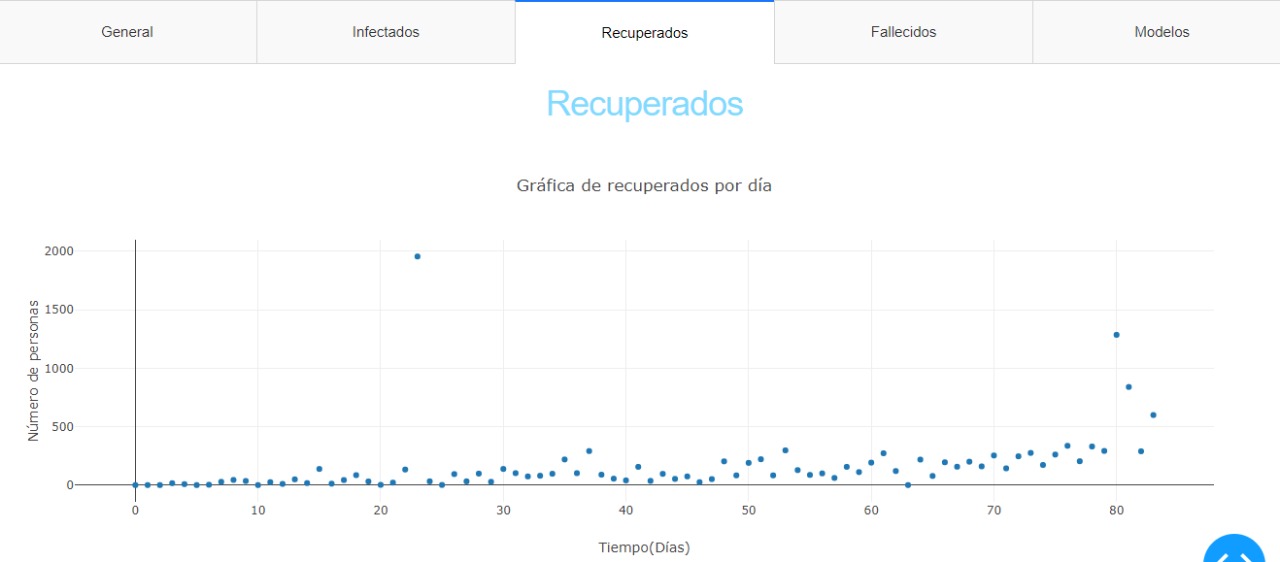 General Infectados Recuperados Fallecidos Modelos
Recuperados
Gráfica de recuperados por día
2000
1500
1000
500
0
Número de personas
0 10 20 30 40 50 60 70 80
Tiempo(Días)